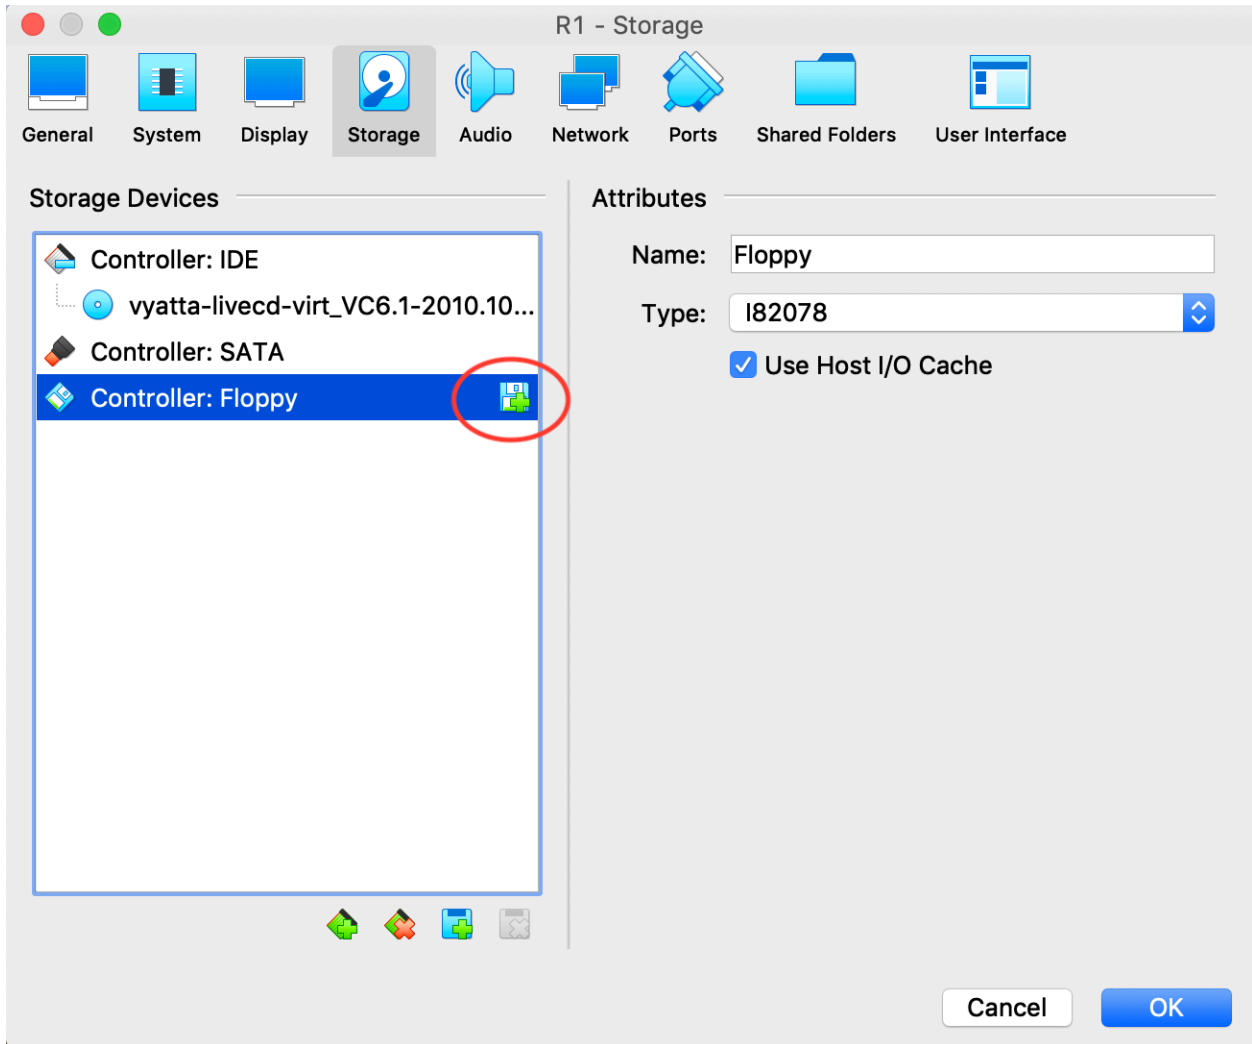 R1 - Storage
General System Display Storage Audio Network Ports Shared Folders User Interface
Storage Devices
Controller: IDE
vyatta-livecd-virt_VC6.1-2010.10...
Controller: SATA
Controller: Floppy
Attributes
Name: Floppy
Type: I82078
Use Host I/O Cache
Cancel OK